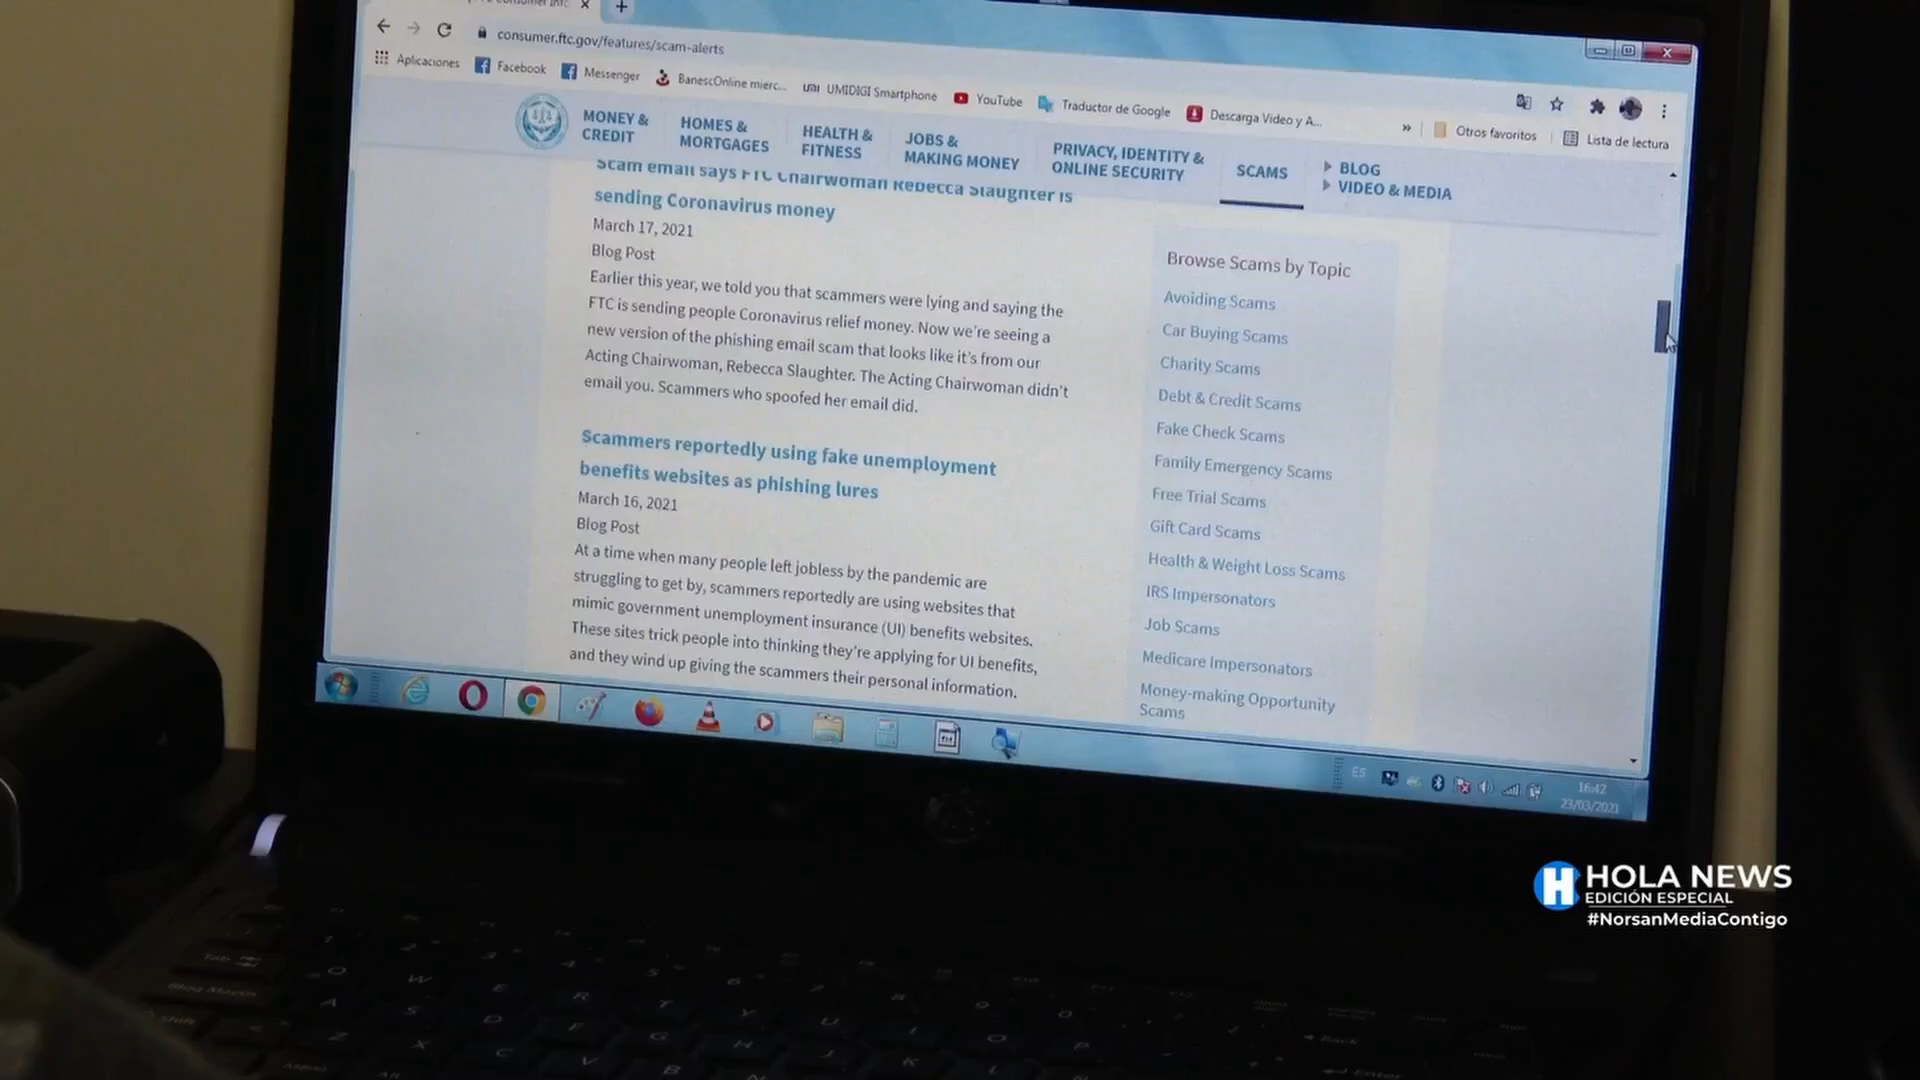 consumer.ftc.gov/features/scam-alerts
Aplicaciones
Facebook
Messenger
BanescOnline mierc...
UMIDIGI Smartphone
YouTube
Traductor de Google
Descarga Video y A...
»
Otros favoritos
Lista de lectura
MONEY &
CREDIT
HOMES &
MORTGAGES
HEALTH &
FITNESS
JOBS &
MAKING MONEY
PRIVACY, IDENTITY &
ONLINE SECURITY
SCAMS
BLOG
VIDEO & MEDIA
Scam email says FTC Chairwoman Rebecca Slaughter is
sending Coronavirus money
March 17, 2021
Blog Post
Earlier this year, we told you that scammers were lying and saying the
FTC is sending people Coronavirus relief money. Now we're seeing a
new version of the phishing email scam that looks like it's from our
Acting Chairwoman, Rebecca Slaughter. The Acting Chairwoman didn't
email you. Scammers who spoofed her email did.
Scammers reportedly using fake unemployment
benefits websites as phishing lures
March 16, 2021
Blog Post
At a time when many people left jobless by the pandemic are
struggling to get by, scammers reportedly are using websites that
mimic government unemployment insurance (UI) benefits websites.
These sites trick people into thinking they're applying for UI benefits,
and they wind up giving the scammers their personal information.
Browse Scams by Topic
Avoiding Scams
Car Buying Scams
Charity Scams
Debt & Credit Scams
Fake Check Scams
Family Emergency Scams
Free Trial Scams
Gift Card Scams
Health & Weight Loss Scams
IRS Impersonators
Job Scams
Medicare Impersonators
Money-making Opportunity
Scams
ES
16:42
23/03/2021
H HOLA NEWS
EDICIÓN ESPECIAL
#NorsanMediaContigo